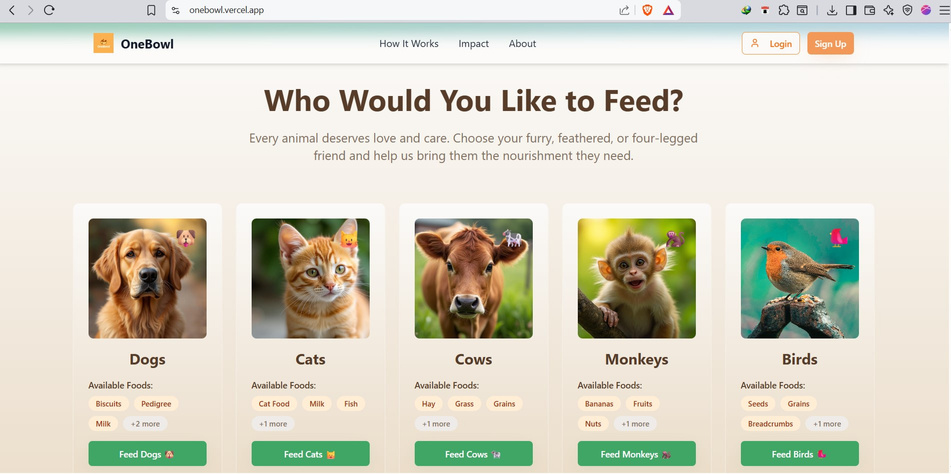 onebowl.vercel.app
OneBowl
How It Works Impact About
Login Sign Up
Who Would You Like to Feed?
Every animal deserves love and care. Choose your furry, feathered, or four-legged
friend and help us bring them the nourishment they need.
Dogs
Available Foods:
Biscuits Pedigree
Milk +2 more
Feed Dogs 🐶
Cats
Available Foods:
Cat Food Milk Fish
+1 more
Feed Cats 🐱
Cows
Available Foods:
Hay Grass Grains
+1 more
Feed Cows 🐄
Monkeys
Available Foods:
Bananas Fruits
Nuts +1 more
Feed Monkeys 🐒
Birds
Available Foods:
Seeds Grains
Breadcrumbs +1 more
Feed Birds 🐦